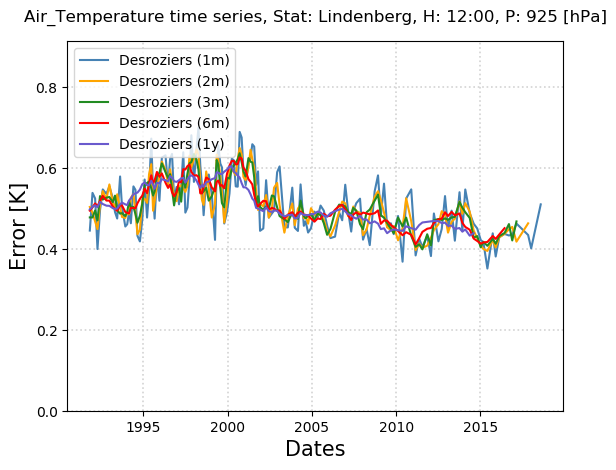 Air_Temperature time series, Stat: Lindenberg, H: 12:00, P: 925 [hPa]
Desroziers (1m)
Desroziers (2m)
Desroziers (3m)
Desroziers (6m)
Desroziers (1y)
Error [K]
0.8
0.6
0.4
0.2
0.0
1995 2000 2005 2010 2015
Dates